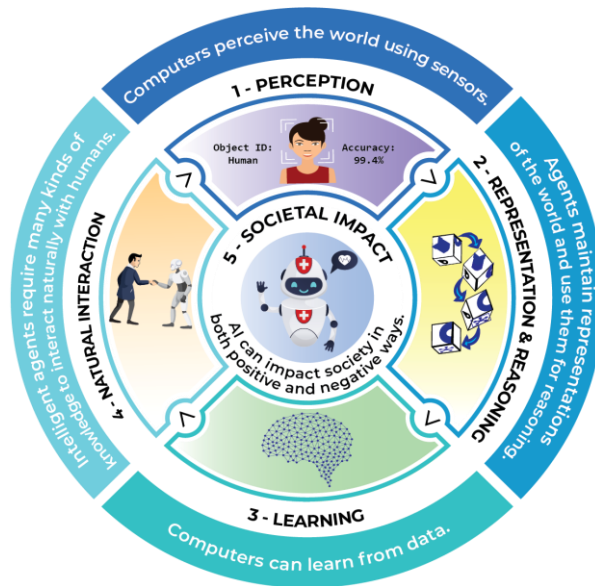 Computers perceive the world using sensors.
1 - PERCEPTION
Object ID:
Human
Accuracy:
99.4%
Agents maintain representations
of the world and use them for reasoning.
2 - REPRESENTATION & REASONING
3 - LEARNING
Computers can learn from data.
Intelligent agents require many kinds of
knowledge to interact naturally with humans.
4 - NATURAL INTERACTION
5 - SOCIETAL IMPACT
AI can impact society in
both positive and negative ways.